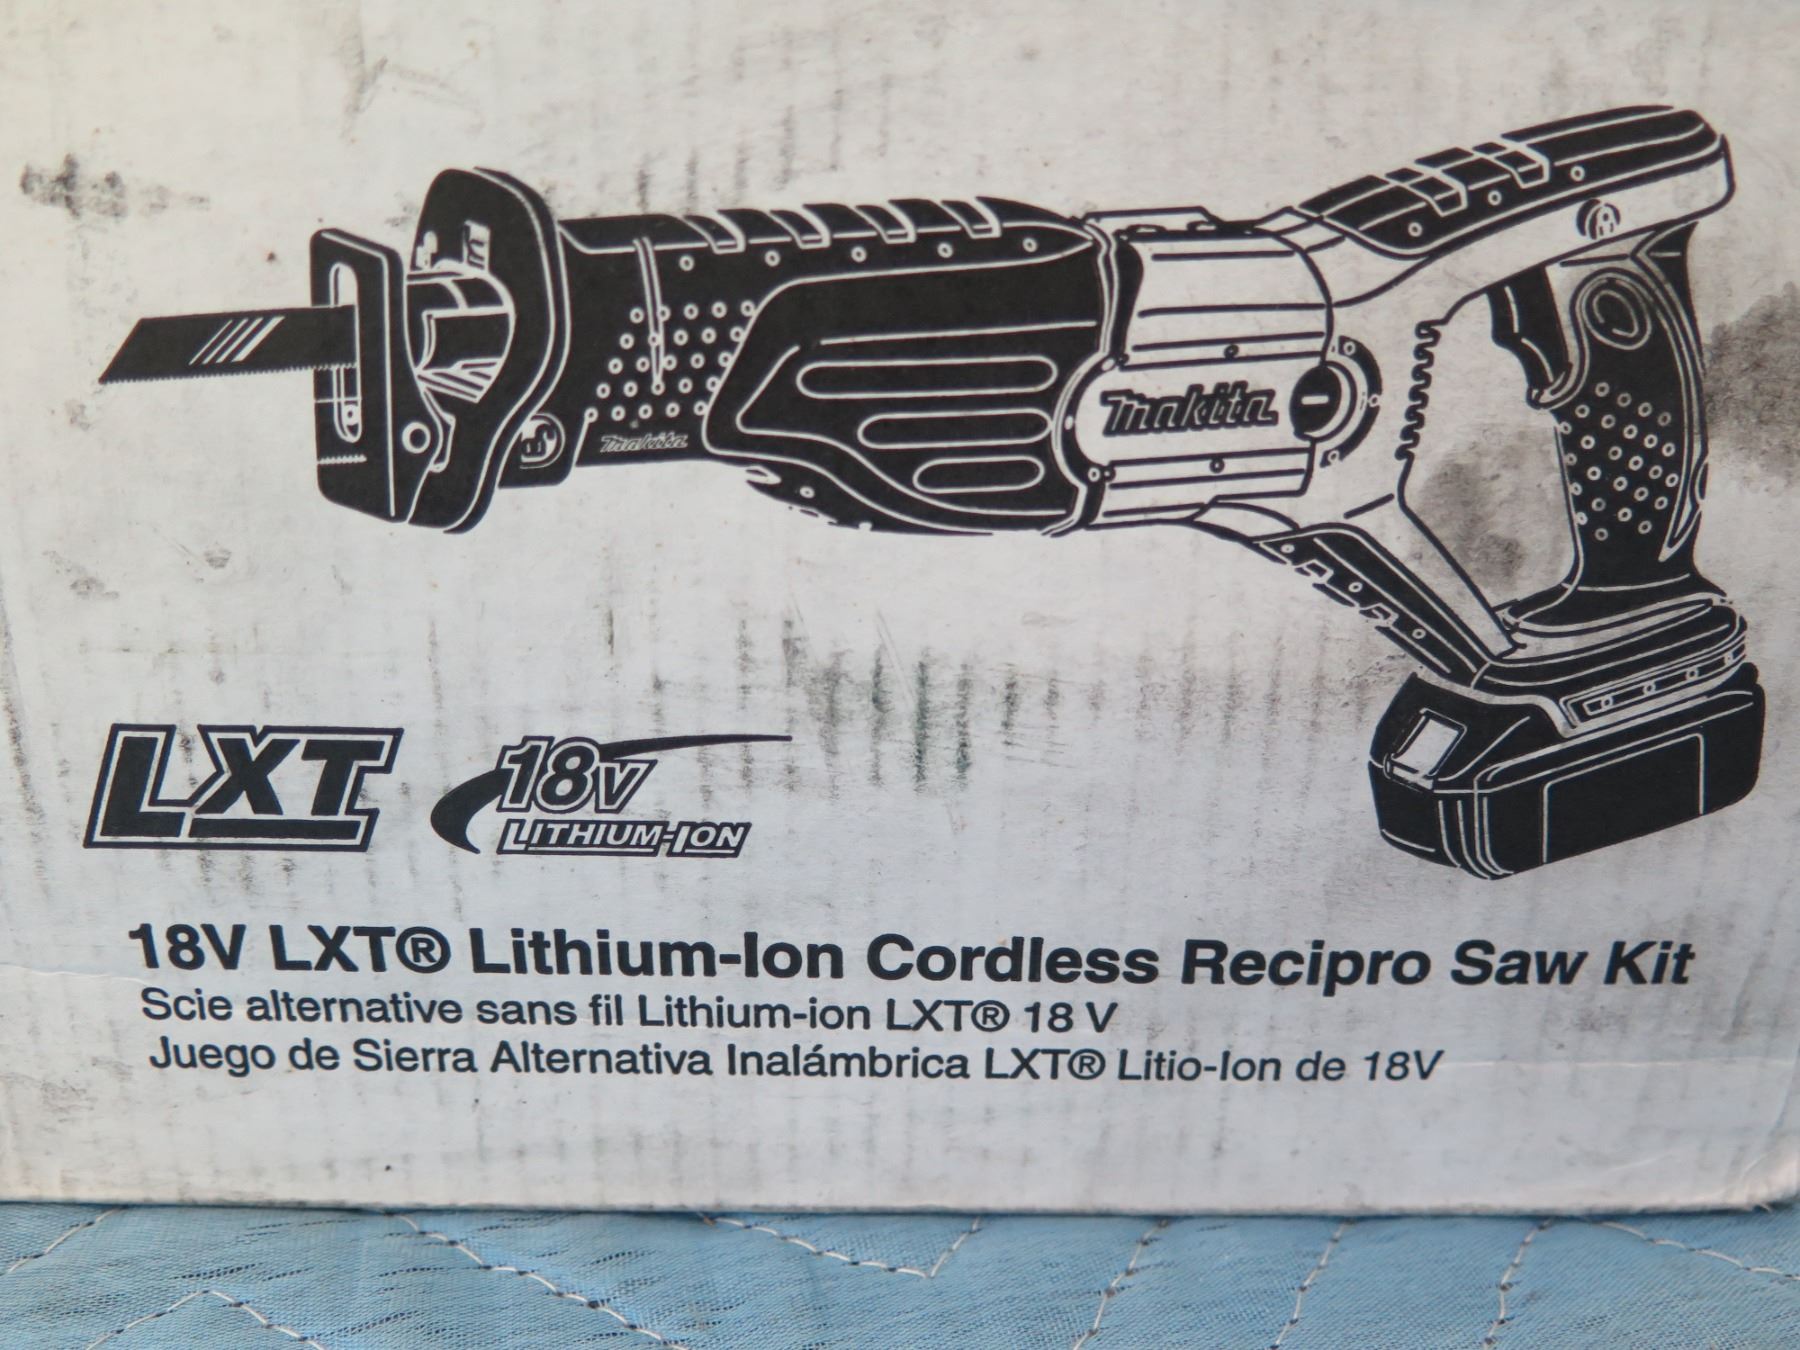 makita
makita
LXT
18V
LITHIUM-ION
18V LXT® Lithium-Ion Cordless Recipro Saw Kit
Scie alternative sans fil Lithium-ion LXT® 18 V
Juego de Sierra Alternativa Inalámbrica LXT® Litio-Ion de 18V